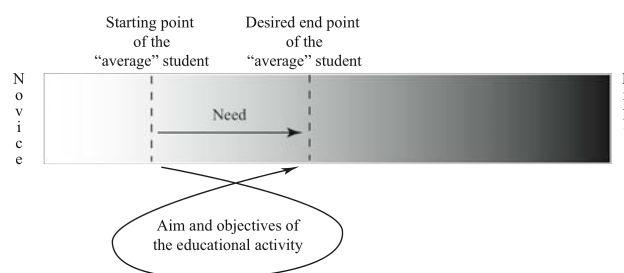 Starting point
of the
“average” student
Desired end point
of the
“average” student
Novice
Need
Aim and objectives of
the educational activity